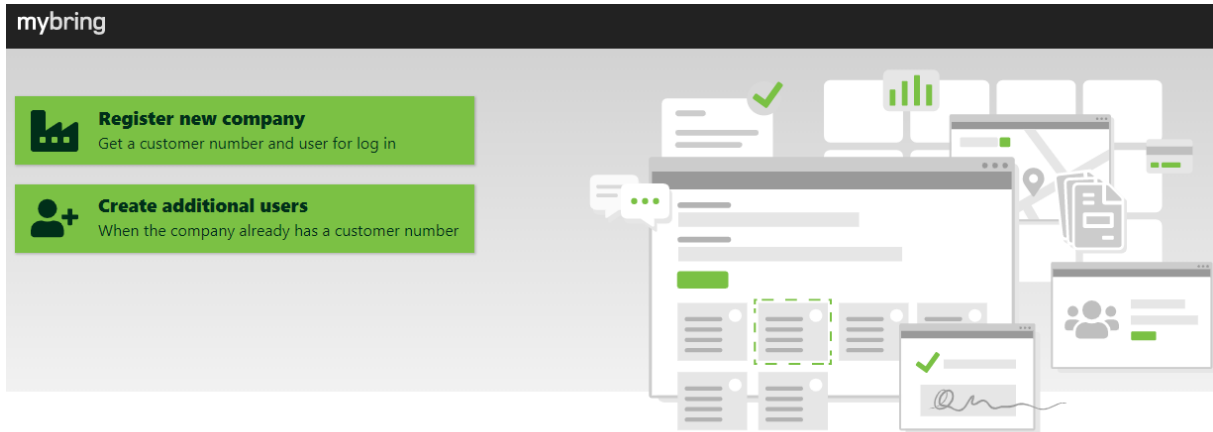 mybring
Register new company
Get a customer number and user for log in
Create additional users
When the company already has a customer number